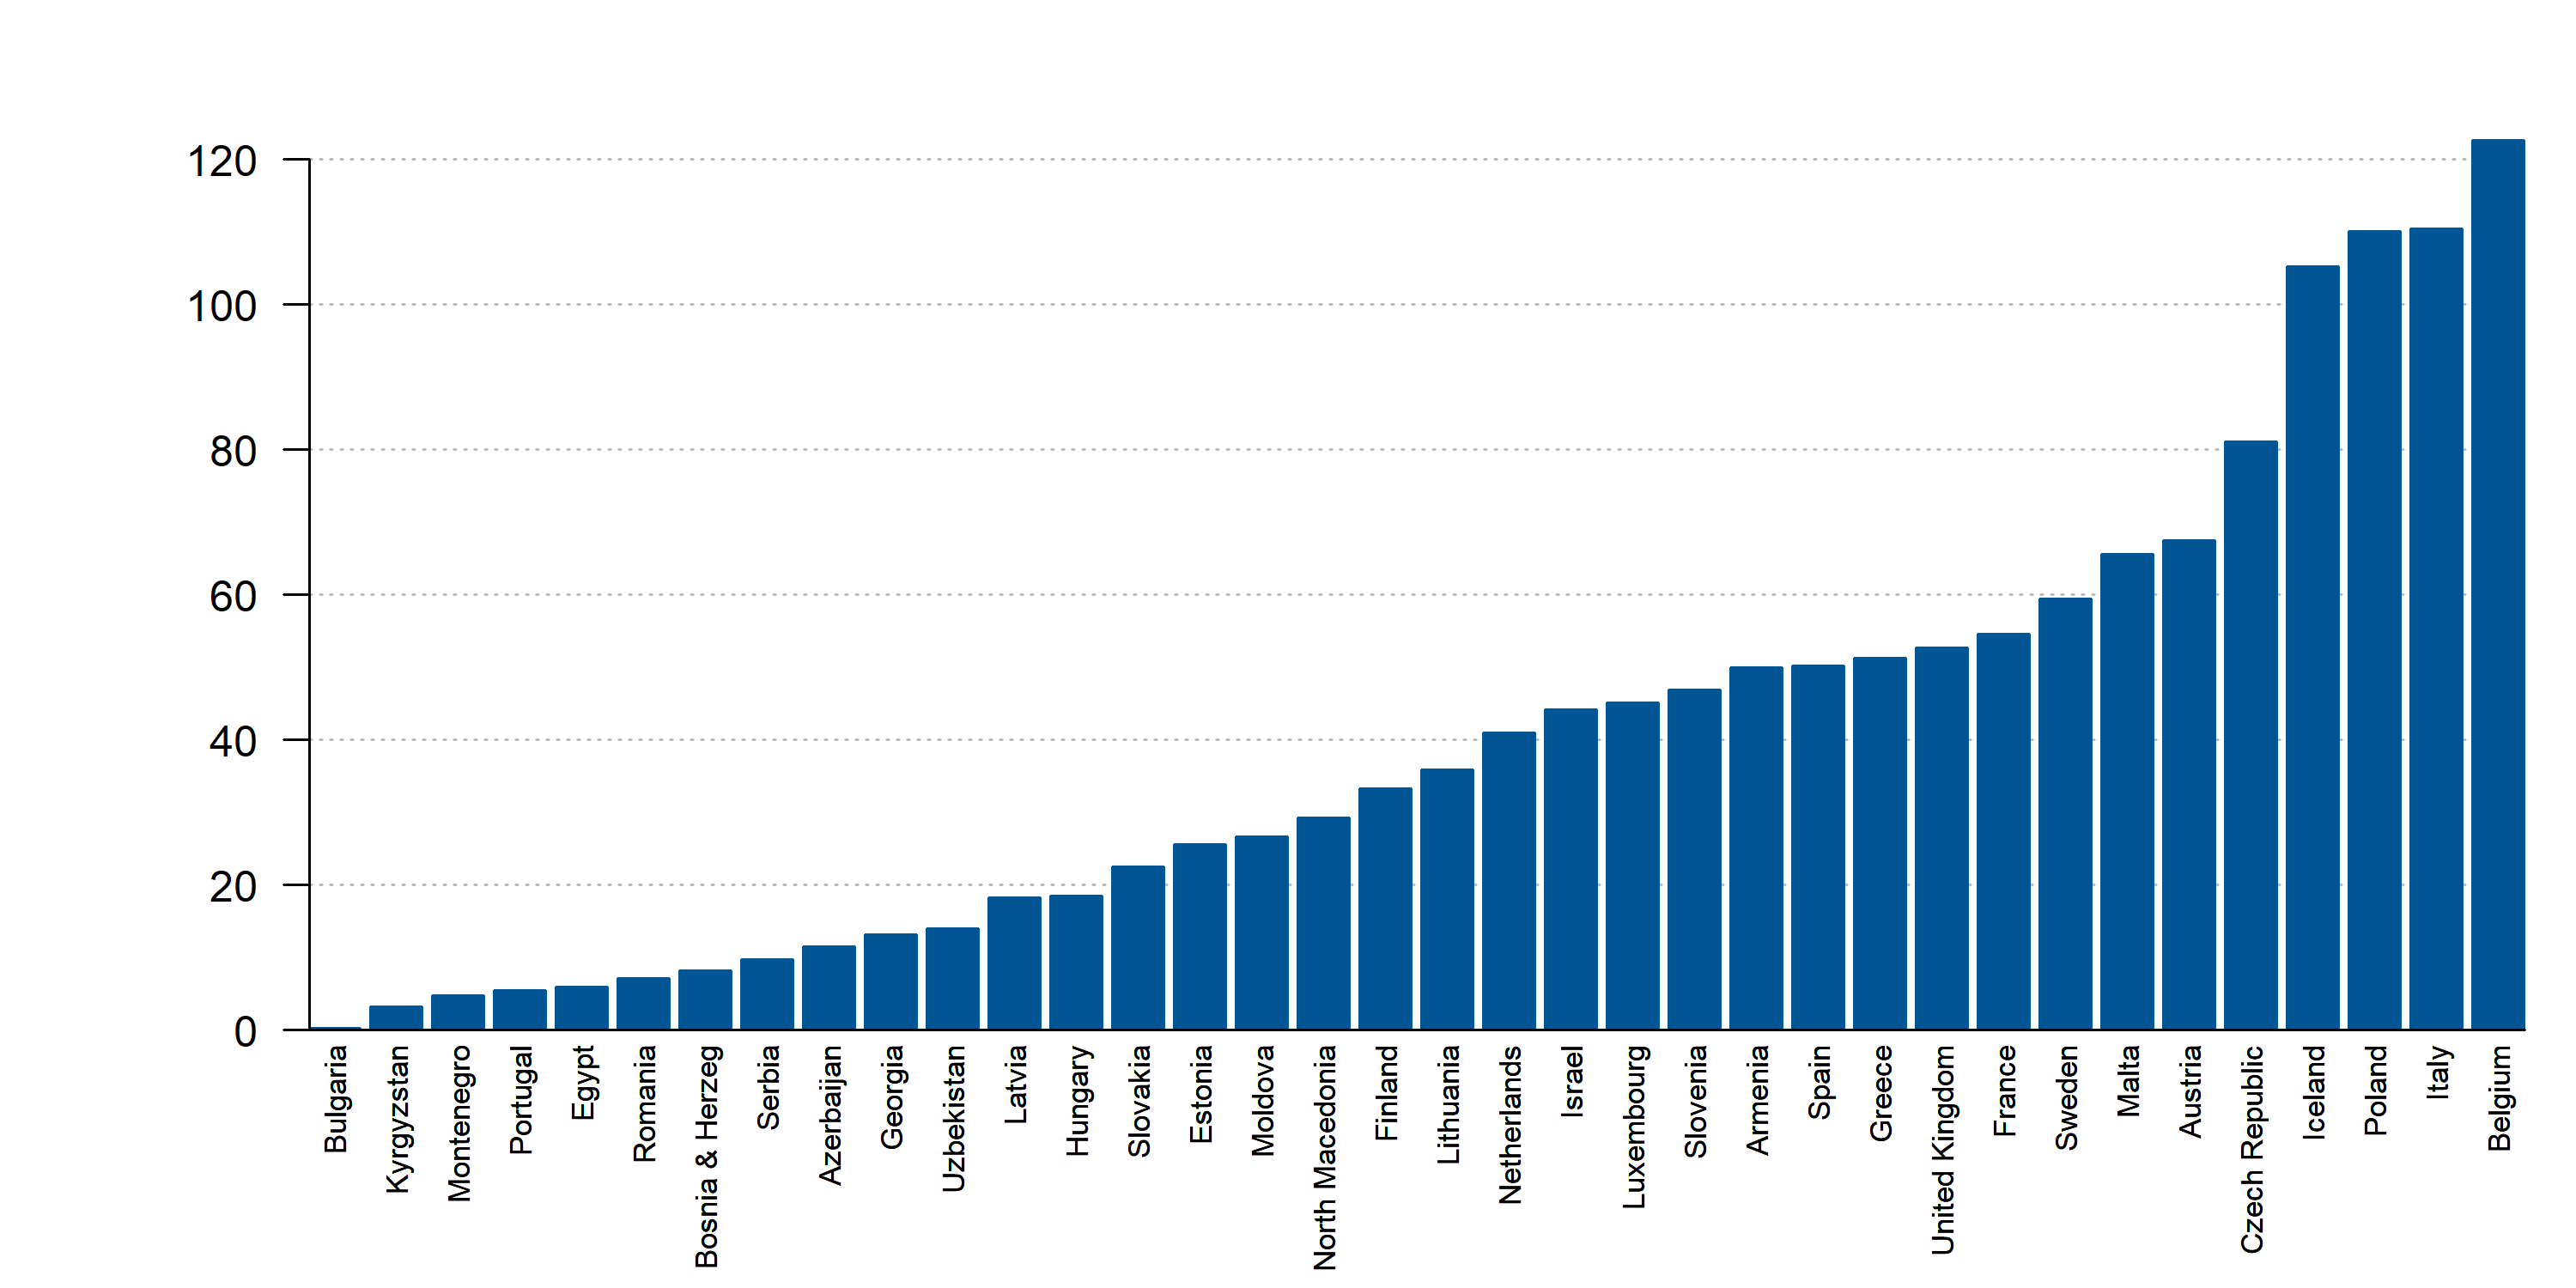 120
100
80
60
40
20
0
Bulgaria
Kyrgyzstan
Montenegro
Portugal
Egypt
Romania
Bosnia & Herzeg
Serbia
Azerbaijan
Georgia
Uzbekistan
Latvia
Hungary
Slovakia
Estonia
Moldova
North Macedonia
Finland
Lithuania
Netherlands
Israel
Luxembourg
Slovenia
Armenia
Spain
Greece
United Kingdom
France
Sweden
Malta
Austria
Czech Republic
Iceland
Poland
Italy
Belgium